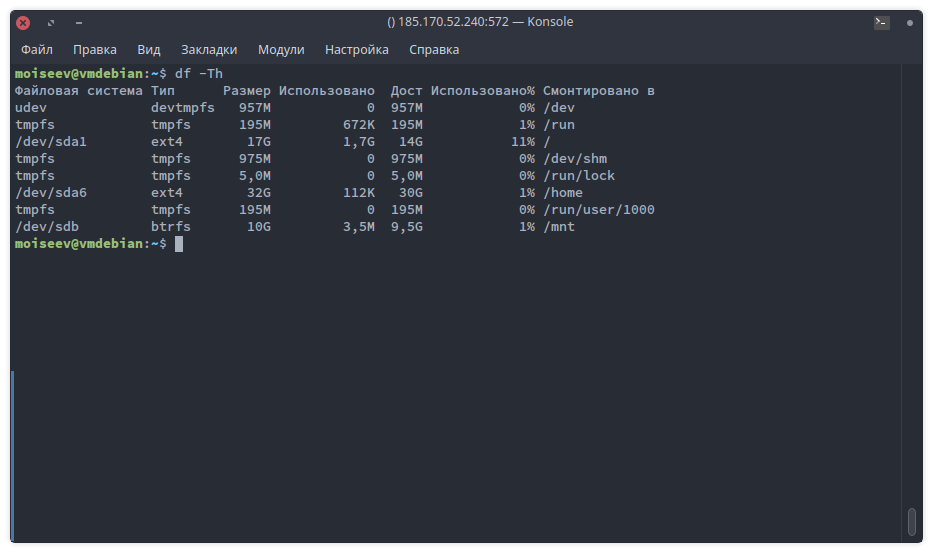 () 185.170.52.240:572 — Konsole
Файл Правка Вид Закладки Модули Настройка Справка
moiseev@vmdebian:~$ df -Th
Файловая система Тип      Размер Использовано  Дост Использовано% Смонтировано в
udev             devtmpfs   957M            0  957M            0% /dev
tmpfs            tmpfs      195M         672K  195M            1% /run
/dev/sda1        ext4        17G         1,7G   14G           11% /
tmpfs            tmpfs      975M            0  975M            0% /dev/shm
tmpfs            tmpfs      5,0M            0  5,0M            0% /run/lock
/dev/sda6        ext4        32G         112K   30G            1% /home
tmpfs            tmpfs      195M            0  195M            0% /run/user/1000
/dev/sdb         btrfs       10G         3,5M  9,5G            1% /mnt
moiseev@vmdebian:~$